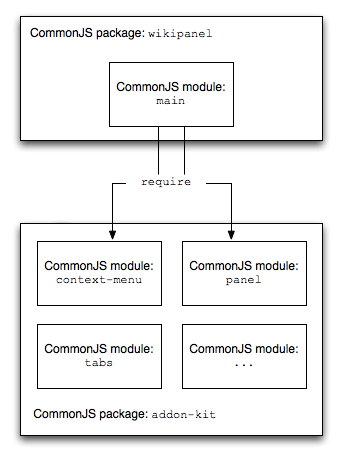 CommonJS package: wikipanel
CommonJS module:
main
require
CommonJS module:
context-menu
CommonJS module:
panel
CommonJS module:
tabs
CommonJS module:
...
CommonJS package: addon-kit